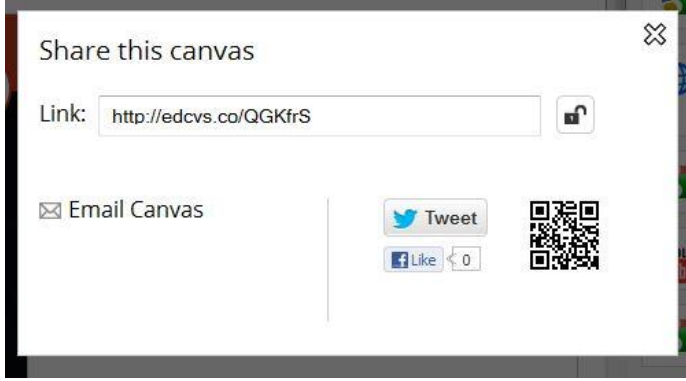 Share this canvas
Link: http://edcvs.co/QGKfrS
Email Canvas
Tweet
Like 0